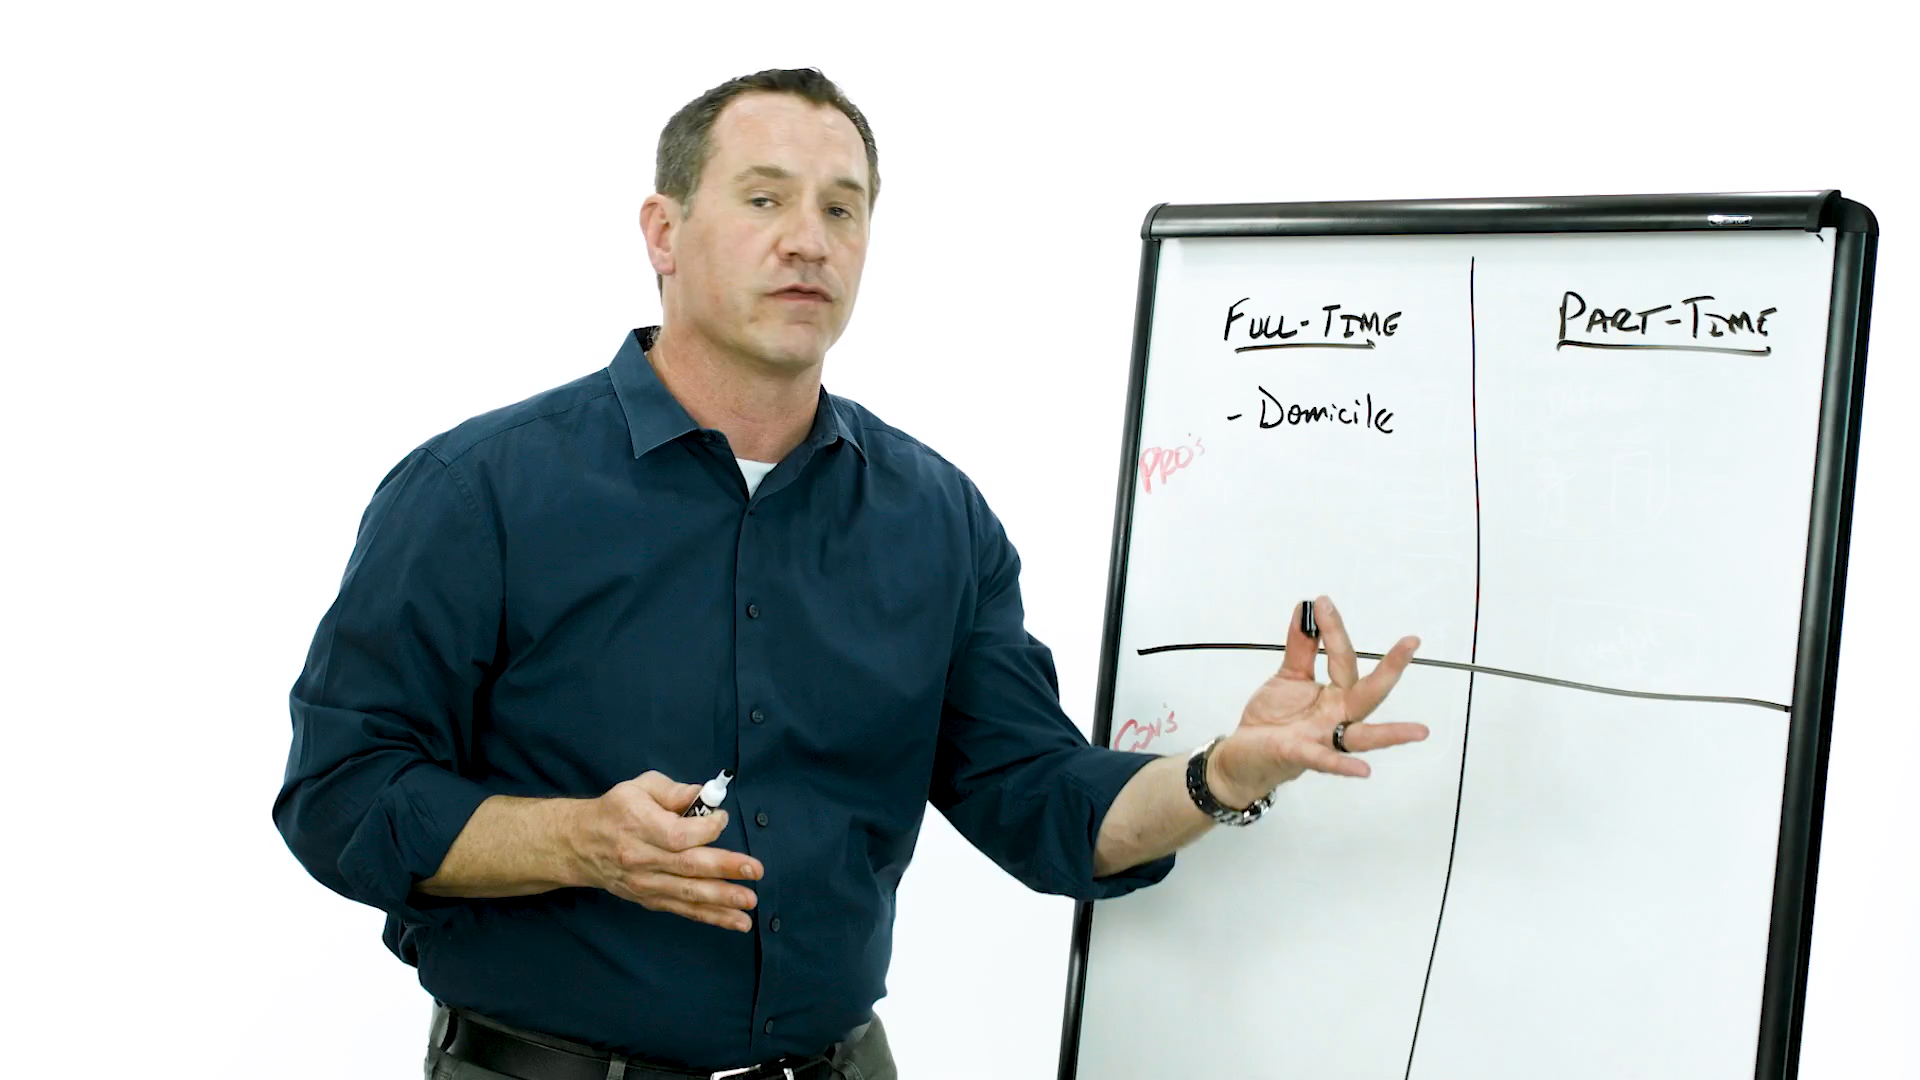 FULL-TIME
PART-TIME
- Domicile
PRO's
CON's